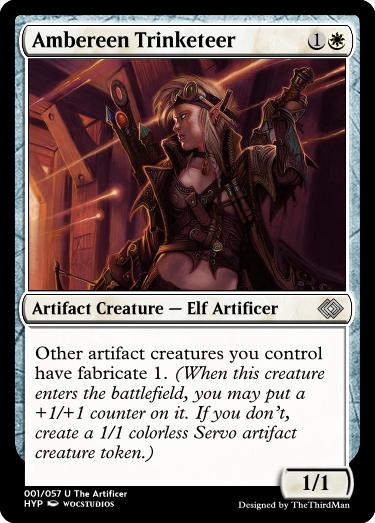 Ambereen Trinketeer 1
Artifact Creature — Elf Artificer
Other artifact creatures you control
have fabricate 1. (When this creature
enters the battlefield, you may put a
+1/+1 counter on it. If you don't,
create a 1/1 colorless Servo artifact
creature token.)
1/1
001/057 U The Artificer
HYP WOCSTUDIOS
Designed by TheThirdMan